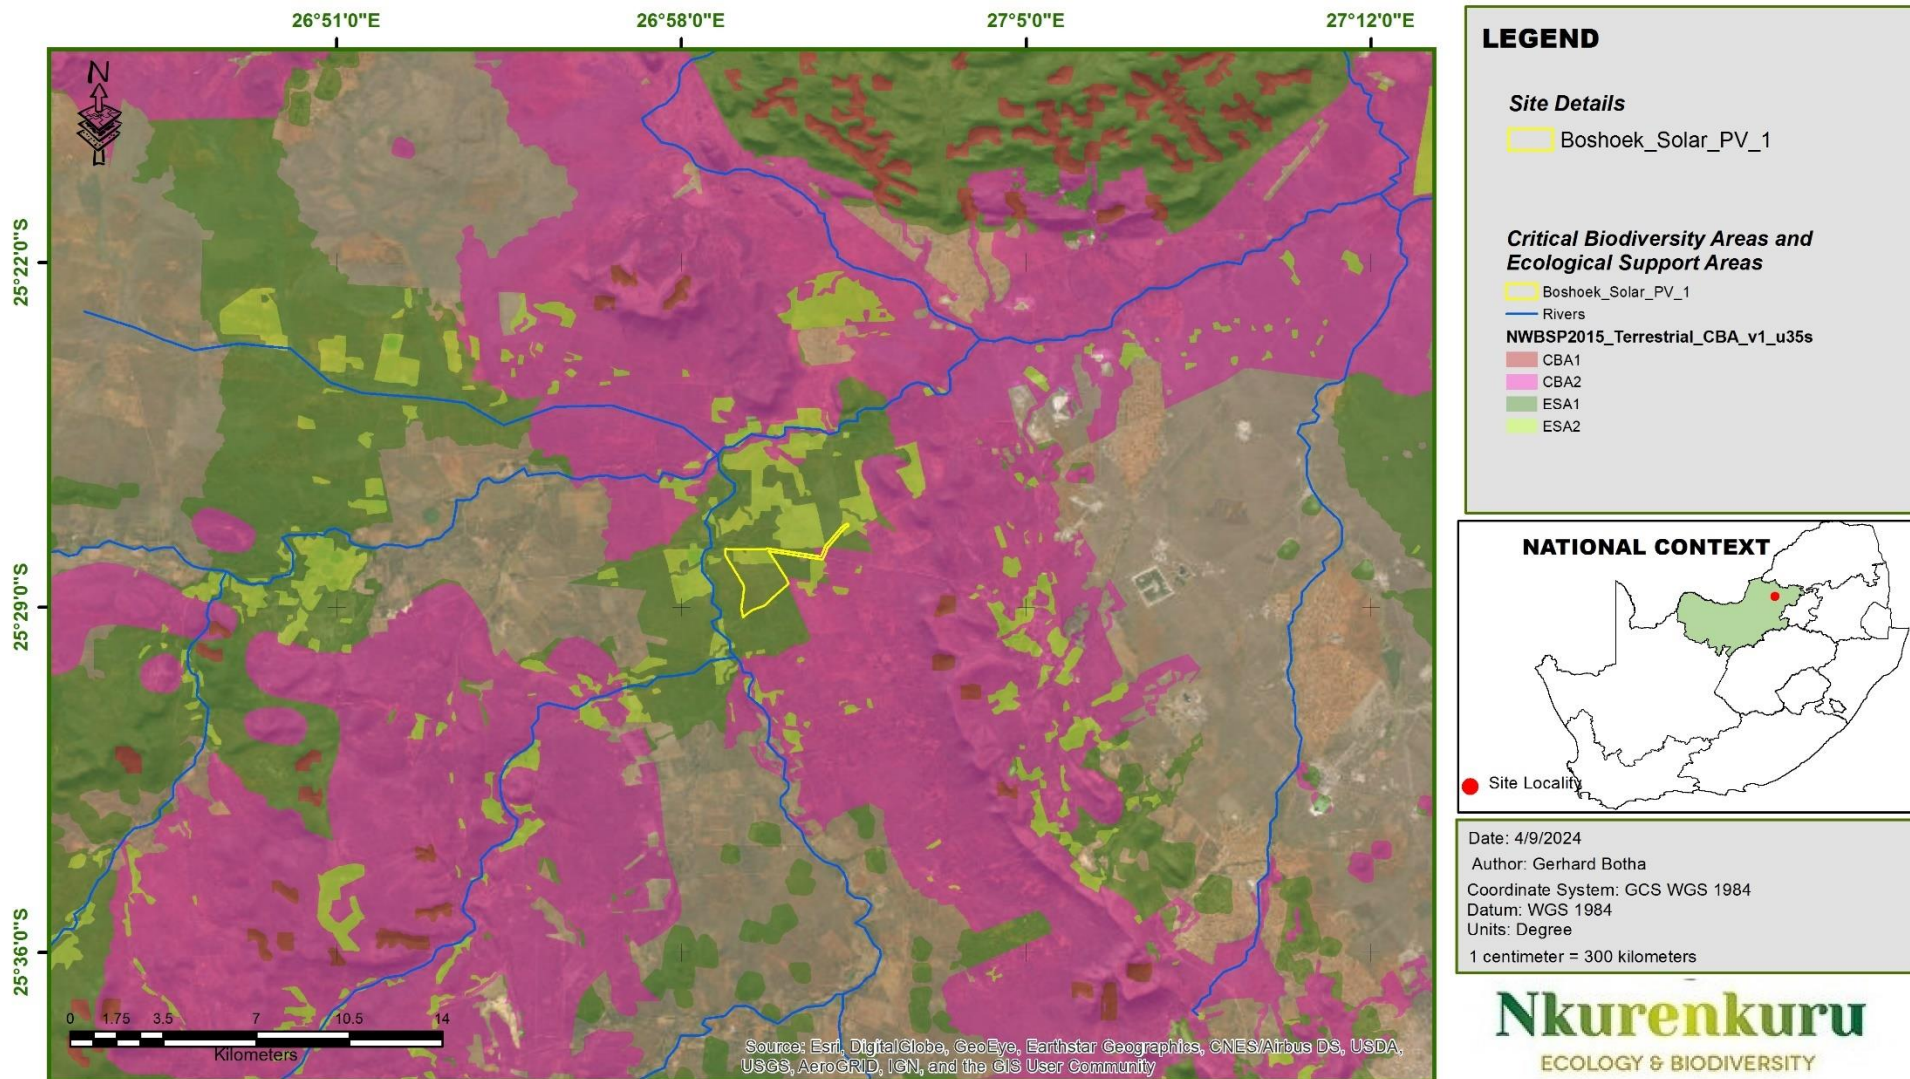 26°51'0"E
26°58'0"E
27°5'0"E
27°12'0"E
N
25°22'0"S
25°29'0"S
25°36'0"S
0 1.75 3.5 7 10.5 14
Kilometers
Source: Esri, DigitalGlobe, GeoEye, Earthstar Geographics, CNES/Airbus DS, USDA,
USGS, AeroGRID, IGN, and the GIS User Community
LEGEND
Site Details
Boshoek_Solar_PV_1
Critical Biodiversity Areas and
Ecological Support Areas
Boshoek_Solar_PV_1
Rivers
NWBSP2015_Terrestrial_CBA_v1_u35s
CBA1
CBA2
ESA1
ESA2
NATIONAL CONTEXT
Site Locality
Date: 4/9/2024
Author: Gerhard Botha
Coordinate System: GCS WGS 1984
Datum: WGS 1984
Units: Degree
1 centimeter = 300 kilometers
Nkurenkuru
ECOLOGY & BIODIVERSITY